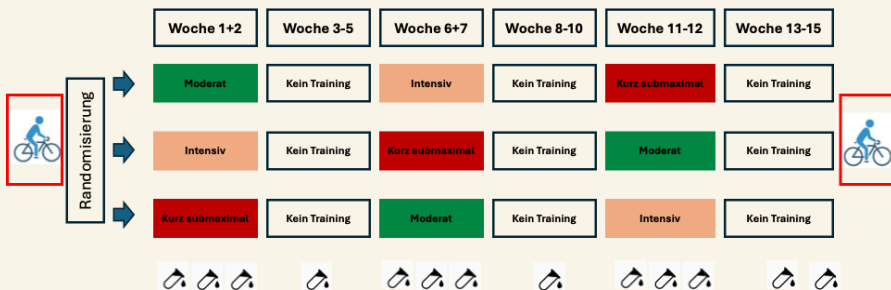 Woche 1+2
Woche 3-5
Woche 6+7
Woche 8-10
Woche 11-12
Woche 13-15
Randomisierung
Moderat
Kein Training
Intensiv
Kein Training
Kurz submaximal
Kein Training
Intensiv
Kein Training
Kurz submaximal
Kein Training
Moderat
Kein Training
Kurz submaximal
Kein Training
Moderat
Kein Training
Intensiv
Kein Training